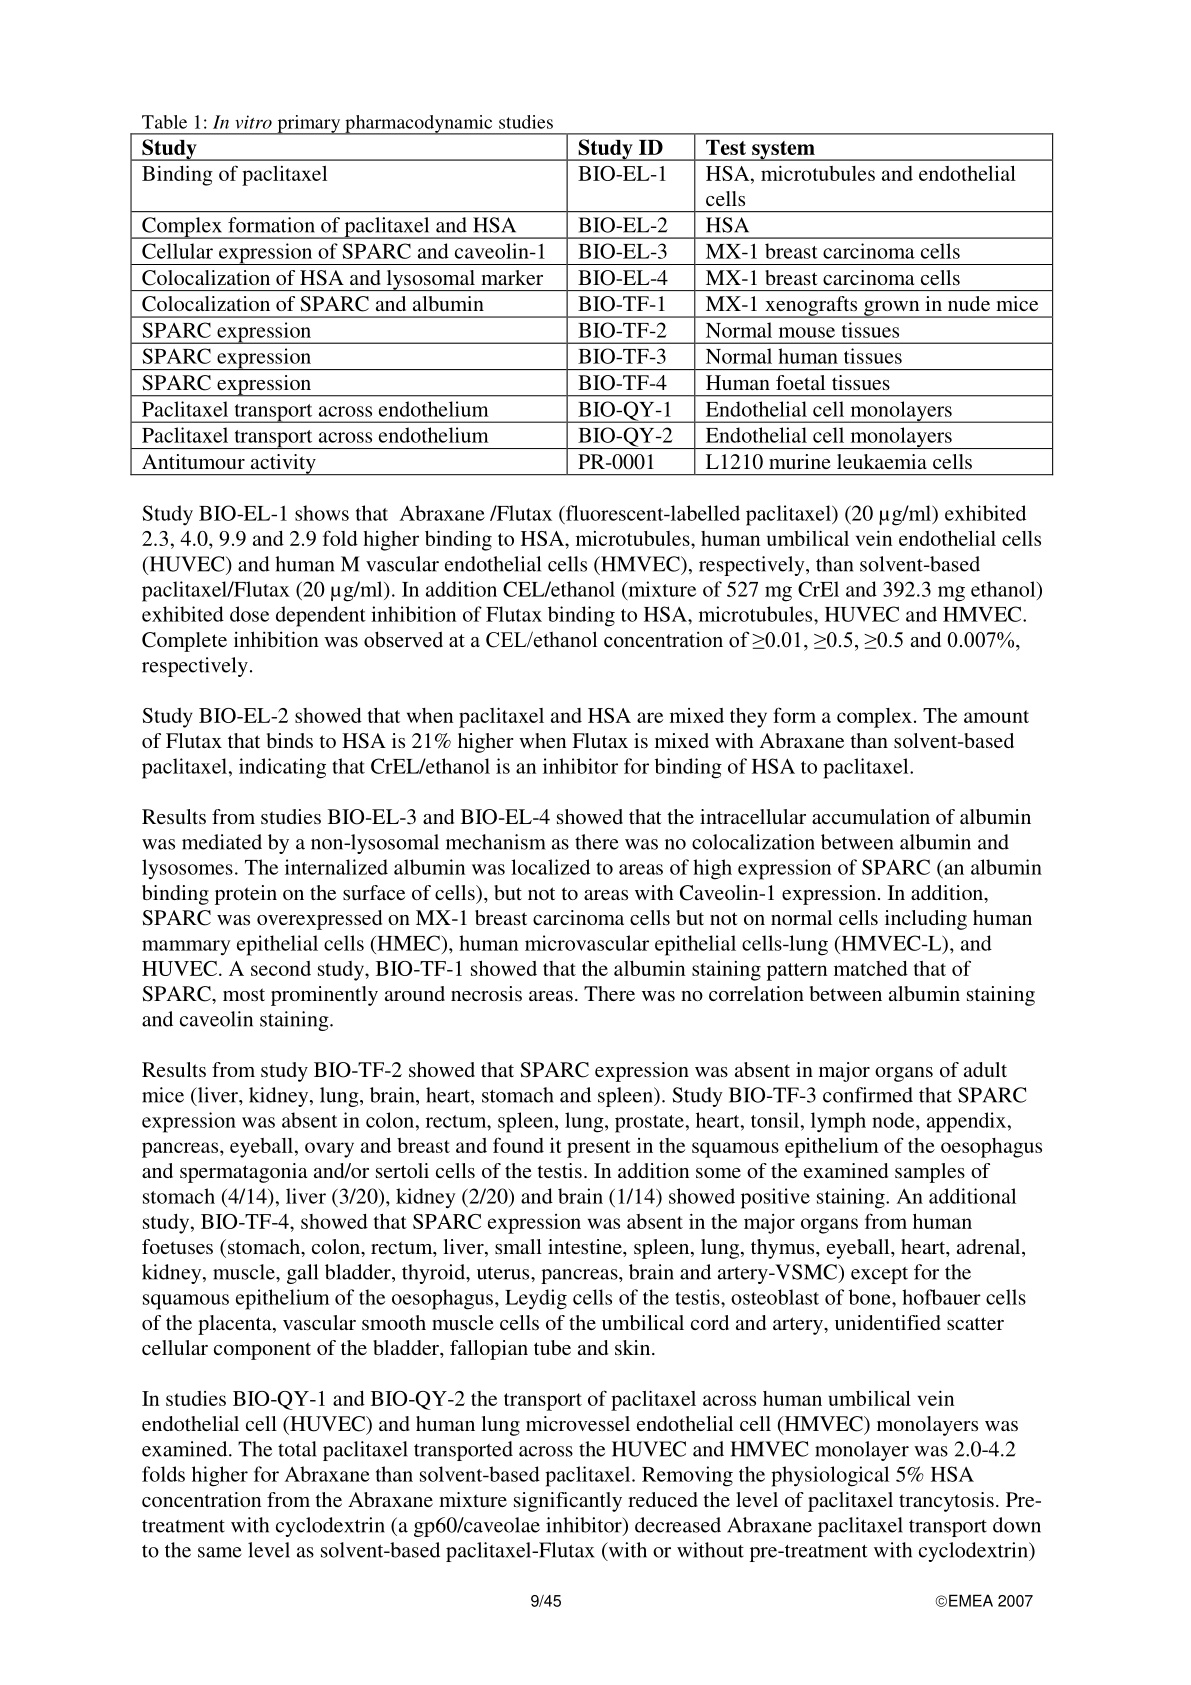 Table 1: In vitro primary pharmacodynamic studies
Study Study ID Test system
Binding of paclitaxel BIO-EL-1 HSA, microtubules and endothelial
cells
Complex formation of paclitaxel and HSA BIO-EL-2 HSA
Cellular expression of SPARC and caveolin-1 BIO-EL-3 MX-1 breast carcinoma cells
Colocalization of HSA and lysosomal marker BIO-EL-4 MX-1 breast carcinoma cells
Colocalization of SPARC and albumin BIO-TF-1 MX-1 xenografts grown in nude mice
SPARC expression BIO-TF-2 Normal mouse tissues
SPARC expression BIO-TF-3 Normal human tissues
SPARC expression BIO-TF-4 Human foetal tissues
Paclitaxel transport across endothelium BIO-QY-1 Endothelial cell monolayers
Paclitaxel transport across endothelium BIO-QY-2 Endothelial cell monolayers
Antitumour activity PR-0001 L1210 murine leukaemia cells
Study BIO-EL-1 shows that Abraxane /Flutax (fluorescent-labelled paclitaxel) (20 µg/ml) exhibited
2.3, 4.0, 9.9 and 2.9 fold higher binding to HSA, microtubules, human umbilical vein endothelial cells
(HUVEC) and human M vascular endothelial cells (HMVEC), respectively, than solvent-based
paclitaxel/Flutax (20 µg/ml). In addition CEL/ethanol (mixture of 527 mg CrEl and 392.3 mg ethanol)
exhibited dose dependent inhibition of Flutax binding to HSA, microtubules, HUVEC and HMVEC.
Complete inhibition was observed at a CEL/ethanol concentration of ≥0.01, ≥0.5, ≥0.5 and 0.007%,
respectively.
Study BIO-EL-2 showed that when paclitaxel and HSA are mixed they form a complex. The amount
of Flutax that binds to HSA is 21% higher when Flutax is mixed with Abraxane than solvent-based
paclitaxel, indicating that CrEL/ethanol is an inhibitor for binding of HSA to paclitaxel.
Results from studies BIO-EL-3 and BIO-EL-4 showed that the intracellular accumulation of albumin
was mediated by a non-lysosomal mechanism as there was no colocalization between albumin and
lysosomes. The internalized albumin was localized to areas of high expression of SPARC (an albumin
binding protein on the surface of cells), but not to areas with Caveolin-1 expression. In addition,
SPARC was overexpressed on MX-1 breast carcinoma cells but not on normal cells including human
mammary epithelial cells (HMEC), human microvascular epithelial cells-lung (HMVEC-L), and
HUVEC. A second study, BIO-TF-1 showed that the albumin staining pattern matched that of
SPARC, most prominently around necrosis areas. There was no correlation between albumin staining
and caveolin staining.
Results from study BIO-TF-2 showed that SPARC expression was absent in major organs of adult
mice (liver, kidney, lung, brain, heart, stomach and spleen). Study BIO-TF-3 confirmed that SPARC
expression was absent in colon, rectum, spleen, lung, prostate, heart, tonsil, lymph node, appendix,
pancreas, eyeball, ovary and breast and found it present in the squamous epithelium of the oesophagus
and spermatagonia and/or sertoli cells of the testis. In addition some of the examined samples of
stomach (4/14), liver (3/20), kidney (2/20) and brain (1/14) showed positive staining. An additional
study, BIO-TF-4, showed that SPARC expression was absent in the major organs from human
foetuses (stomach, colon, rectum, liver, small intestine, spleen, lung, thymus, eyeball, heart, adrenal,
kidney, muscle, gall bladder, thyroid, uterus, pancreas, brain and artery-VSMC) except for the
squamous epithelium of the oesophagus, Leydig cells of the testis, osteoblast of bone, hofbauer cells
of the placenta, vascular smooth muscle cells of the umbilical cord and artery, unidentified scatter
cellular component of the bladder, fallopian tube and skin.
In studies BIO-QY-1 and BIO-QY-2 the transport of paclitaxel across human umbilical vein
endothelial cell (HUVEC) and human lung microvessel endothelial cell (HMVEC) monolayers was
examined. The total paclitaxel transported across the HUVEC and HMVEC monolayer was 2.0-4.2
folds higher for Abraxane than solvent-based paclitaxel. Removing the physiological 5% HSA
concentration from the Abraxane mixture significantly reduced the level of paclitaxel trancytosis. Pre-
treatment with cyclodextrin (a gp60/caveolae inhibitor) decreased Abraxane paclitaxel transport down
to the same level as solvent-based paclitaxel-Flutax (with or without pre-treatment with cyclodextrin)
9/45 ©EMEA 2007